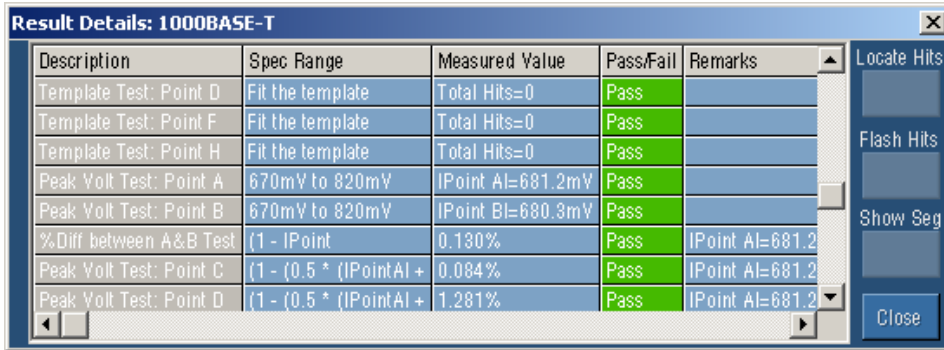 Result Details: 1000BASE-T
Description Spec Range Measured Value Pass/Fail Remarks
Template Test: Point D Fit the template Total Hits=0 Pass
Template Test: Point F Fit the template Total Hits=0 Pass
Template Test: Point H Fit the template Total Hits=0 Pass
Peak Volt Test: Point A 670mV to 820mV IPoint AI=681.2mV Pass
Peak Volt Test: Point B 670mV to 820mV IPoint BI=680.3mV Pass
%Diff between A&B Test (1 - IPoint 0.130% Pass IPoint AI=681.2
Peak Volt Test: Point C (1 - (0.5 * (IPointAI + 0.084% Pass IPoint AI=681.2
Peak Volt Test: Point D (1 - (0.5 * (IPointAI + 1.281% Pass IPoint AI=681.2
Locate Hits
Flash Hits
Show Seg
Close